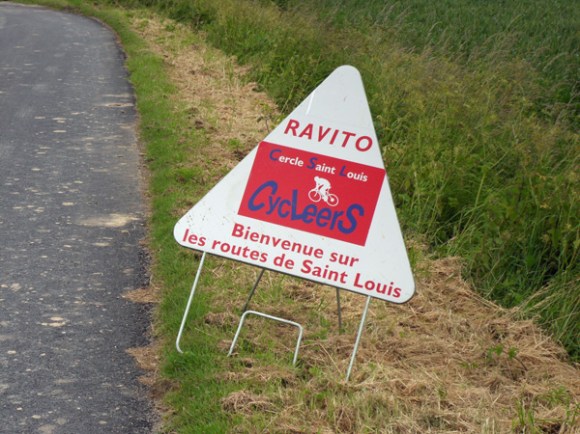 RAVITO
Cercle Saint Louis
CycLeerS
Bienvenue sur
les routes de Saint Louis